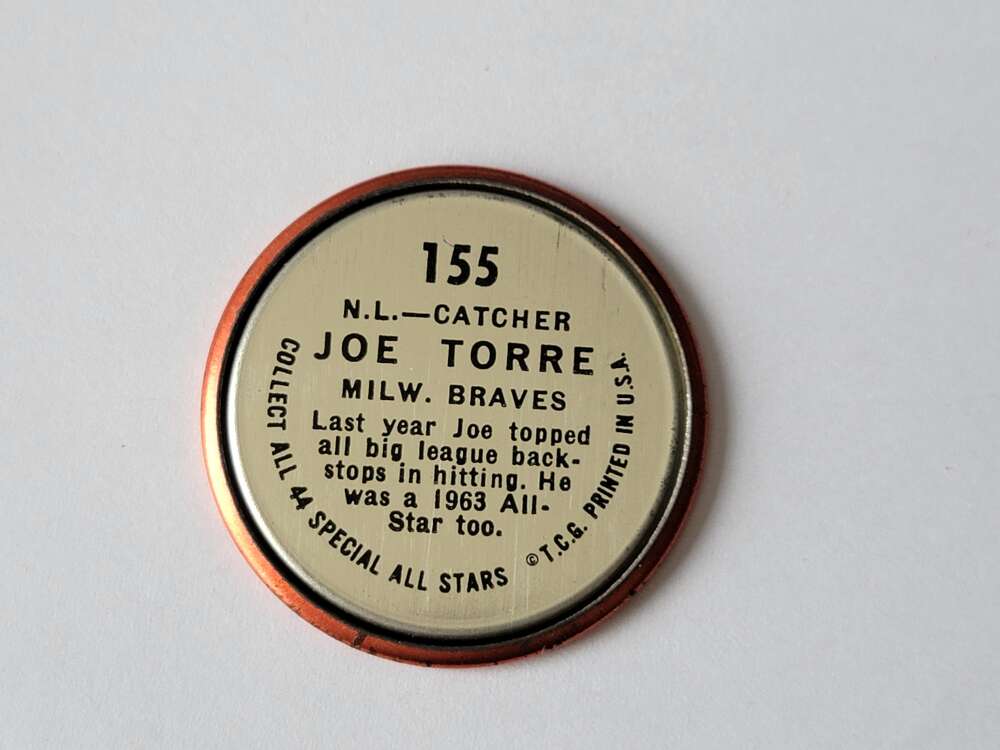 155
N.L.—CATCHER
JOE TORRE
MILW. BRAVES
Last year Joe topped
all big league back-
stops in hitting. He
was a 1963 All-
Star too.
COLLECT ALL 44 SPECIAL ALL STARS
© T.C.G. PRINTED IN U.S.A.